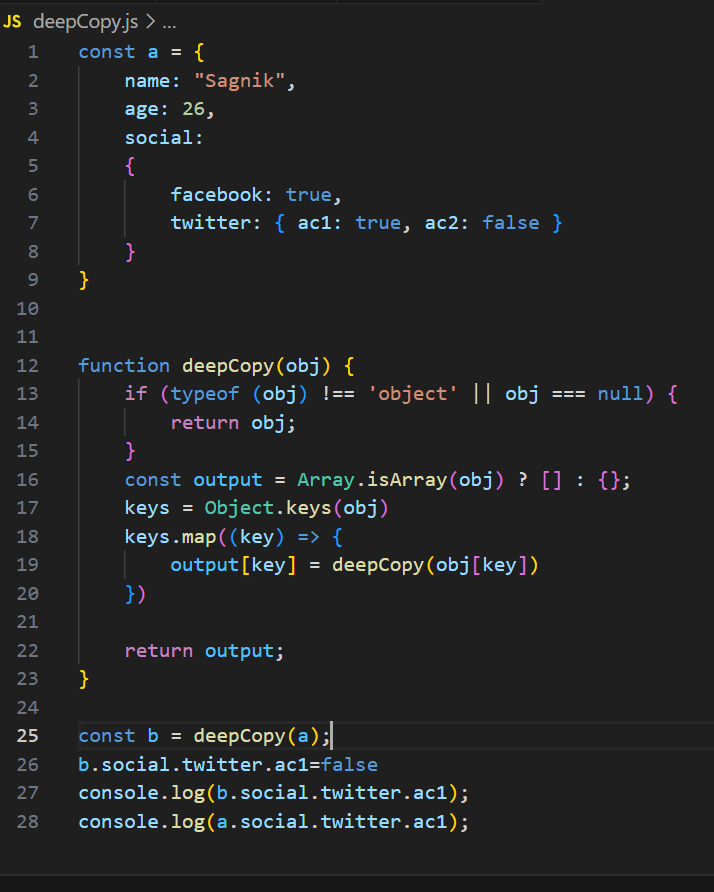 JS deepCopy.js > ...
1 const a = {
2 name: "Sagnik",
3 age: 26,
4 social:
5 {
6 facebook: true,
7 twitter: { ac1: true, ac2: false }
8 }
9 }
10
11
12 function deepCopy(obj) {
13 if (typeof (obj) !== 'object' || obj === null) {
14 return obj;
15 }
16 const output = Array.isArray(obj) ? [] : {};
17 keys = Object.keys(obj)
18 keys.map((key) => {
19 output[key] = deepCopy(obj[key])
20 })
21
22 return output;
23 }
24
25 const b = deepCopy(a);
26 b.social.twitter.ac1=false
27 console.log(b.social.twitter.ac1);
28 console.log(a.social.twitter.ac1);